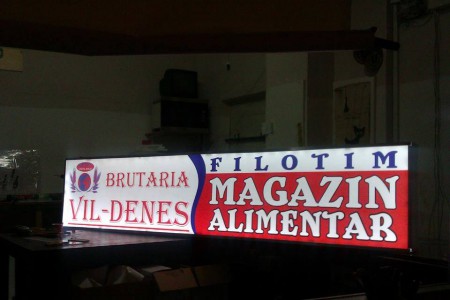 BRUTARIA
VIL-DENES
FILOTIM
MAGAZIN
ALIMENTAR